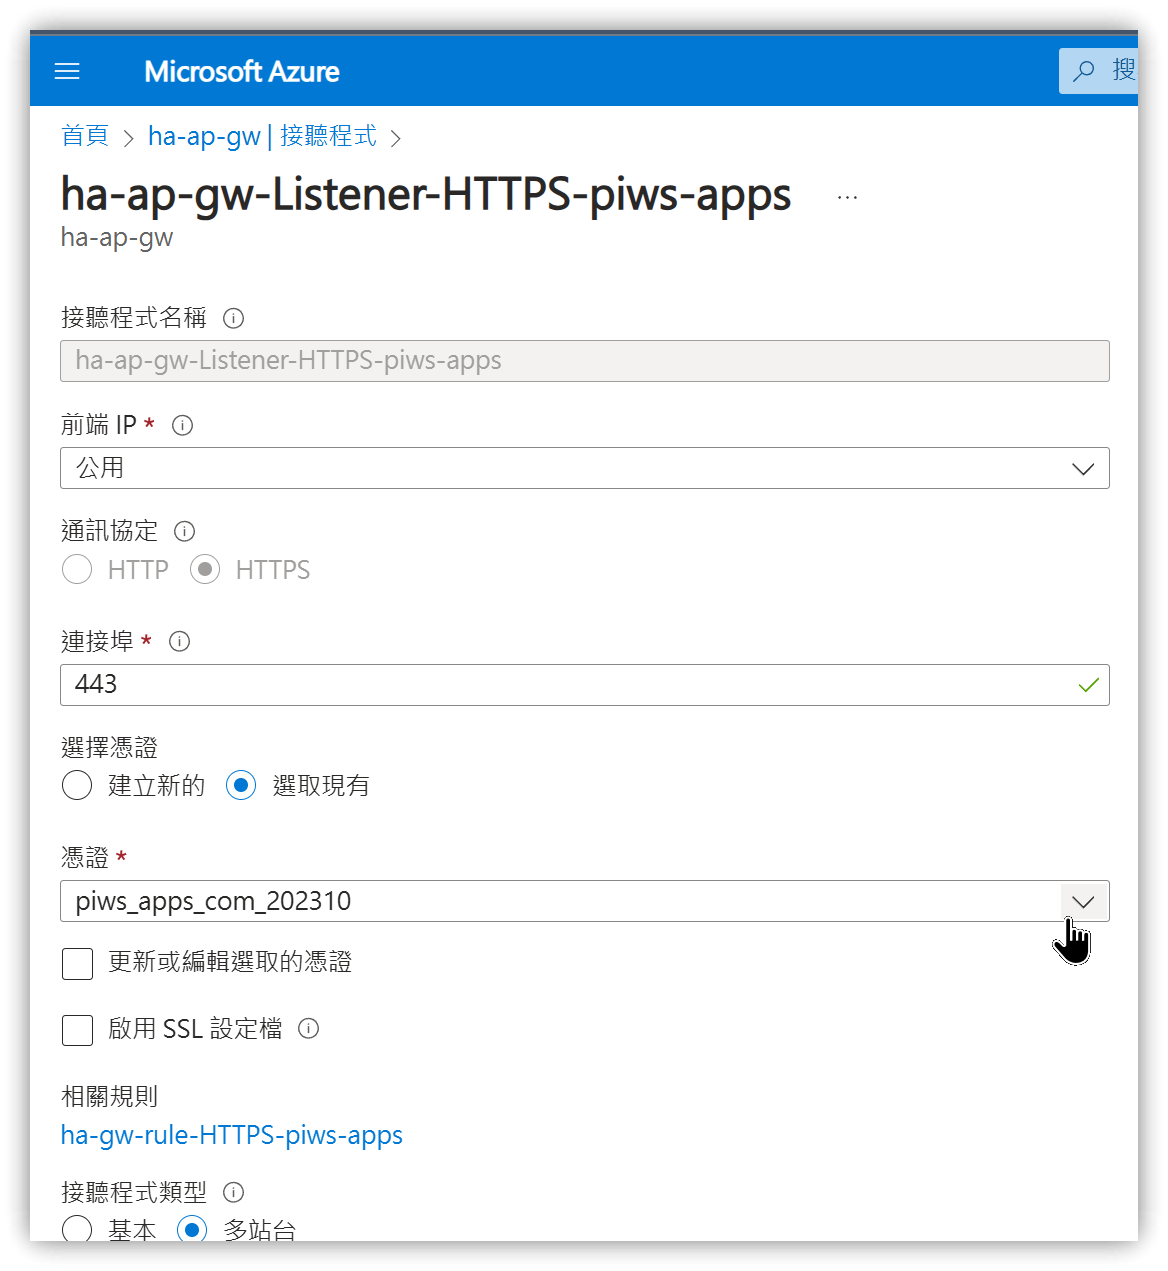 Microsoft Azure 搜
首頁 > ha-ap-gw | 接聽程式 >
ha-ap-gw-Listener-HTTPS-piws-apps ...
ha-ap-gw
接聽程式名稱
ha-ap-gw-Listener-HTTPS-piws-apps
前端 IP *
公用
通訊協定
HTTP HTTPS
連接埠 *
443
選擇憑證
建立新的 選取現有
憑證 *
piws_apps_com_202310
更新或編輯選取的憑證
啟用 SSL 設定檔
相關規則
ha-gw-rule-HTTPS-piws-apps
接聽程式類型
基本 多站台